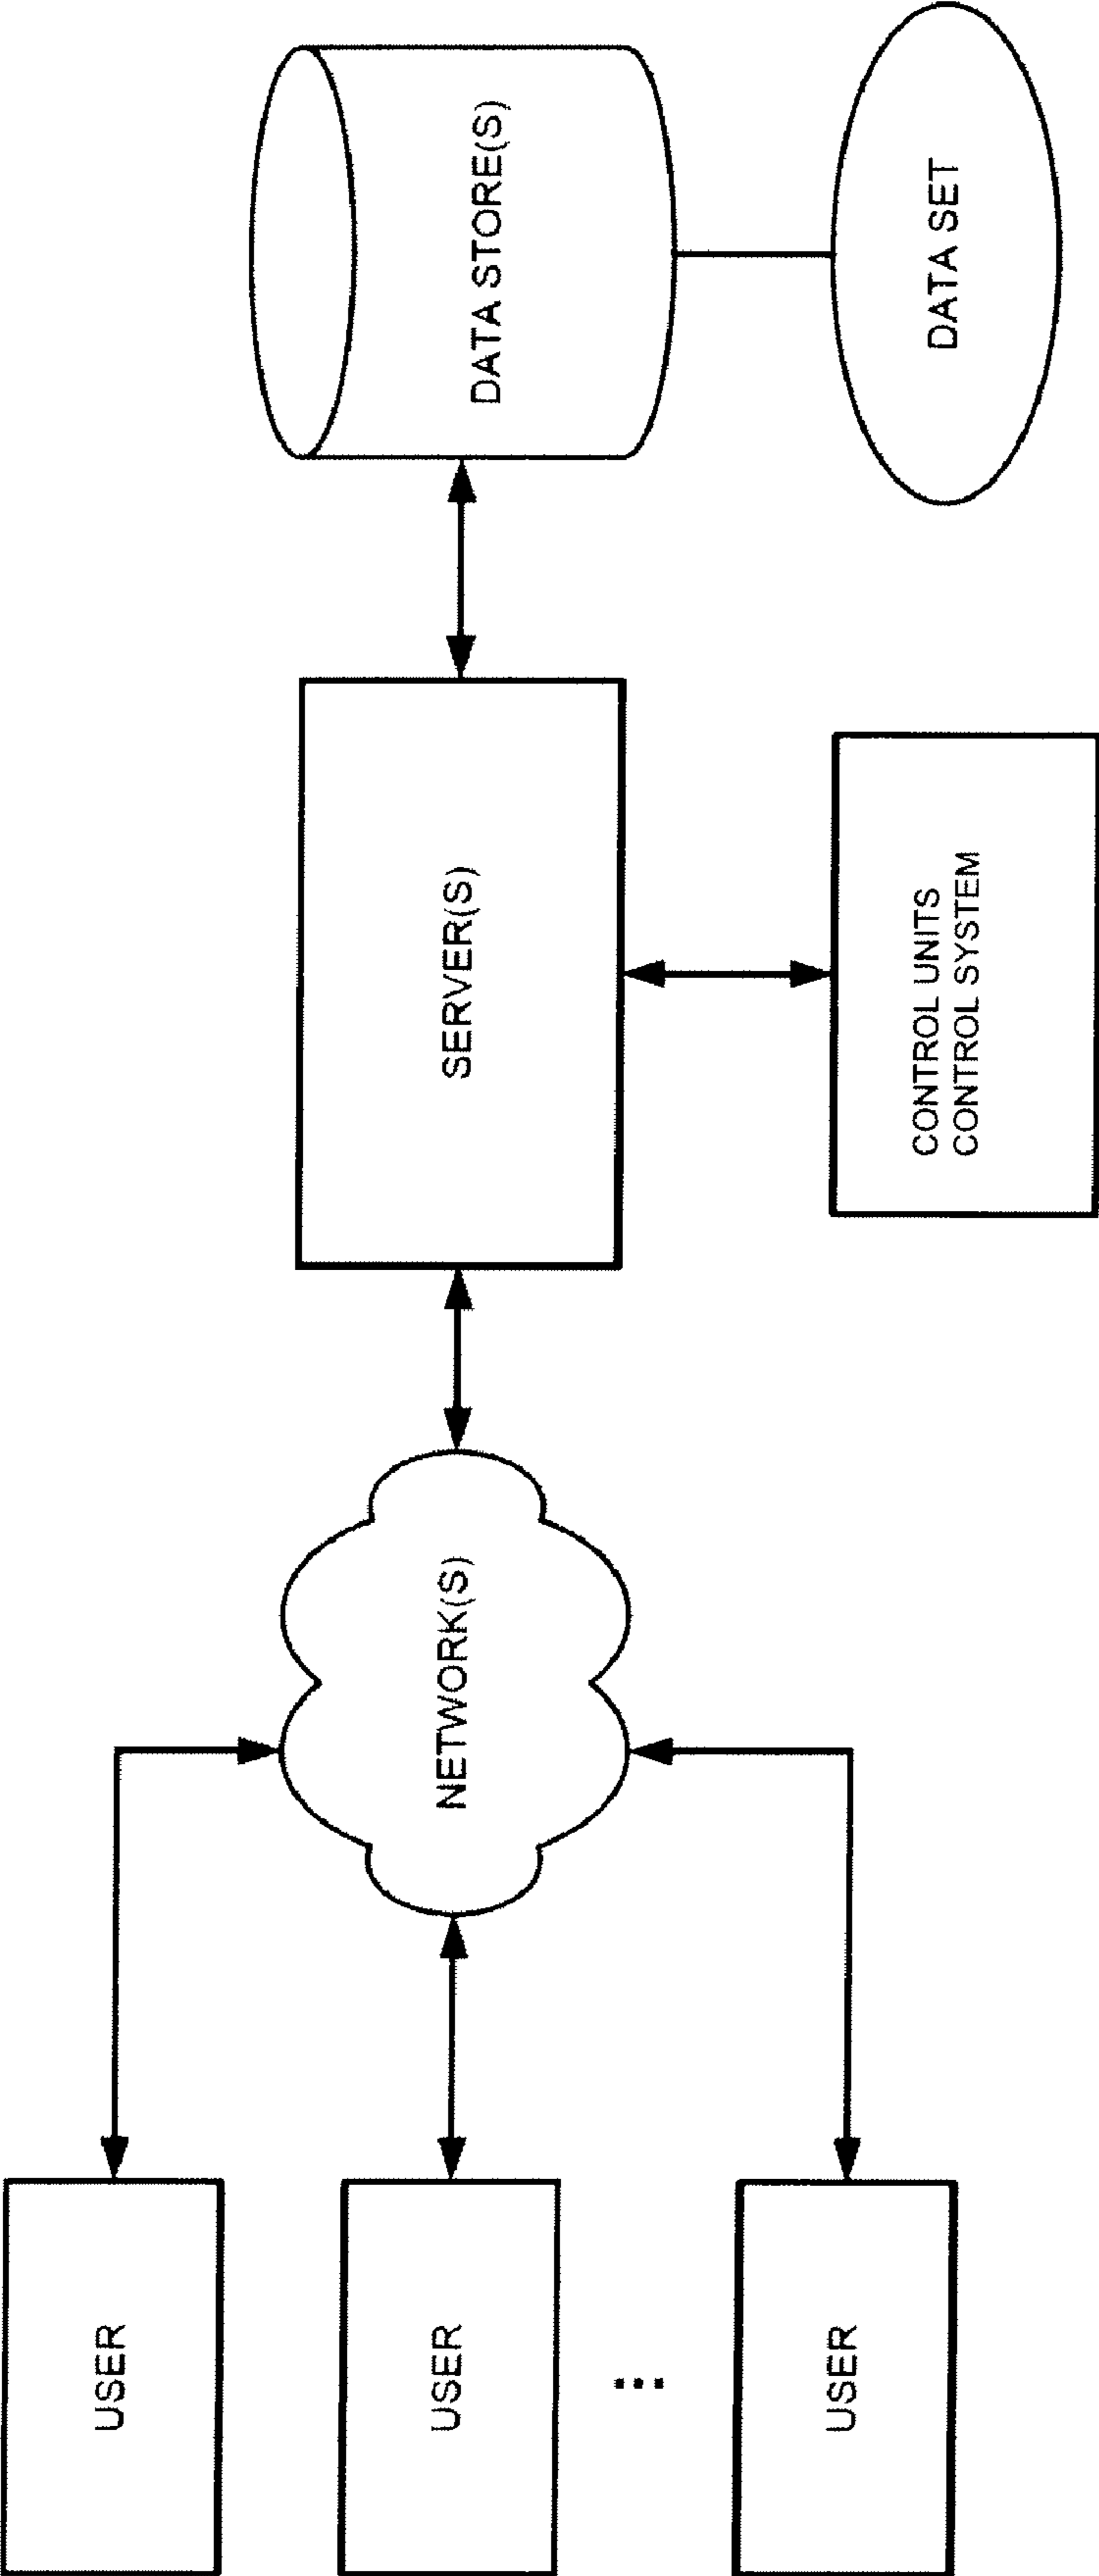 USER
USER
...
USER
NETWORK(S)
SERVER(S)
CONTROL UNITS
CONTROL SYSTEM
DATA STORE(S)
DATA SET